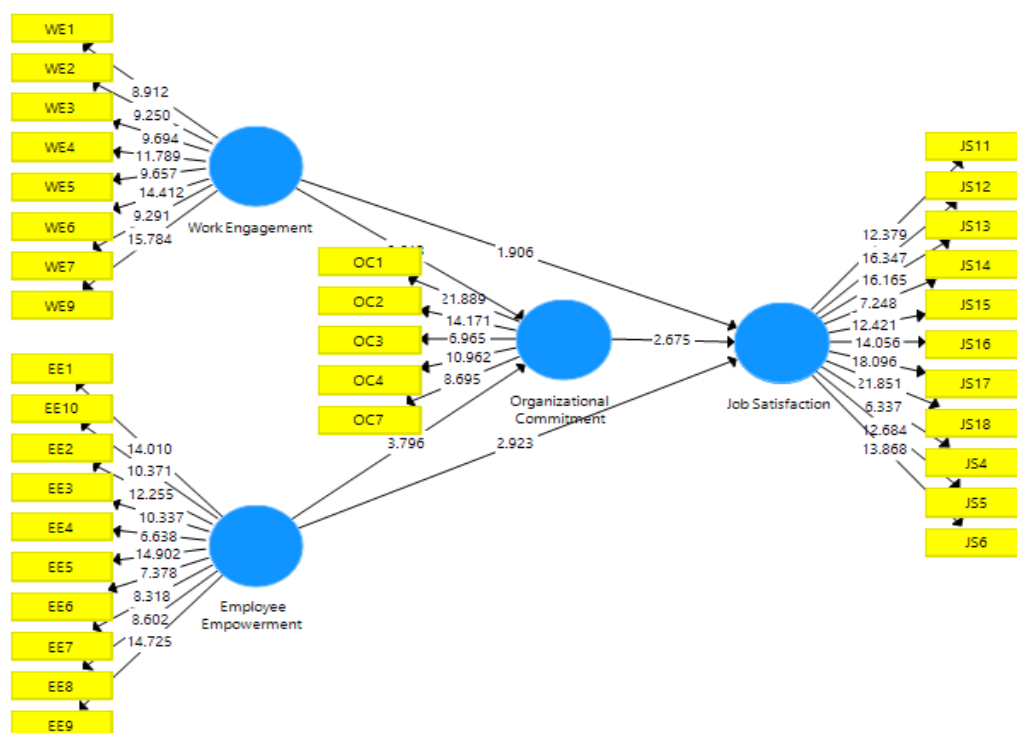 WE1
WE2
WE3
WE4
WE5
WE6
WE7
WE9
8.912
9.250
9.694
11.789
9.657
14.412
9.291
15.784
Work Engagement
EE1
EE10
EE2
EE3
EE4
EE5
EE6
EE7
EE8
EE9
14.010
10.371
12.255
10.337
6.638
14.902
7.378
8.318
8.602
14.725
Employee
Empowerment
OC1
OC2
OC3
OC4
OC7
21.889
14.171
6.965
10.962
8.695
Organizational
Commitment
1.906
2.675
3.796
2.923
Job Satisfaction
12.379
16.347
16.165
7.248
12.421
14.056
18.096
21.851
6.337
12.684
13.868
JS11
JS12
JS13
JS14
JS15
JS16
JS17
JS18
JS4
JS5
JS6